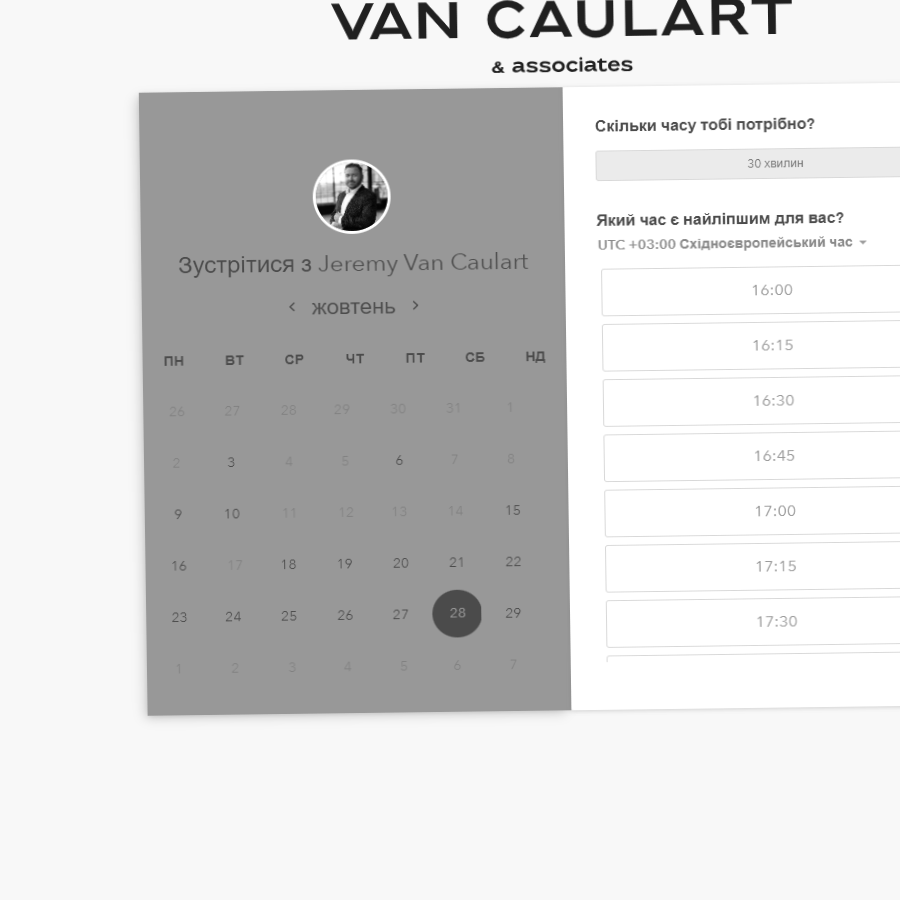 VAN CAULART
& associates
Зустрітися з Jeremy Van Caulart
жовтень
ПН ВТ СР ЧТ ПТ СБ НД
26 27 28 29 30 31 1
2 3 4 5 6 7 8
9 10 11 12 13 14 15
16 17 18 19 20 21 22
23 24 25 26 27 28 29
1 2 3 4 5 6 7
Скільки часу тобі потрібно?
30 хвилин
Який час є найліпшим для вас?
UTC +03:00 Східноєвропейський час
16:00
16:15
16:30
16:45
17:00
17:15
17:30